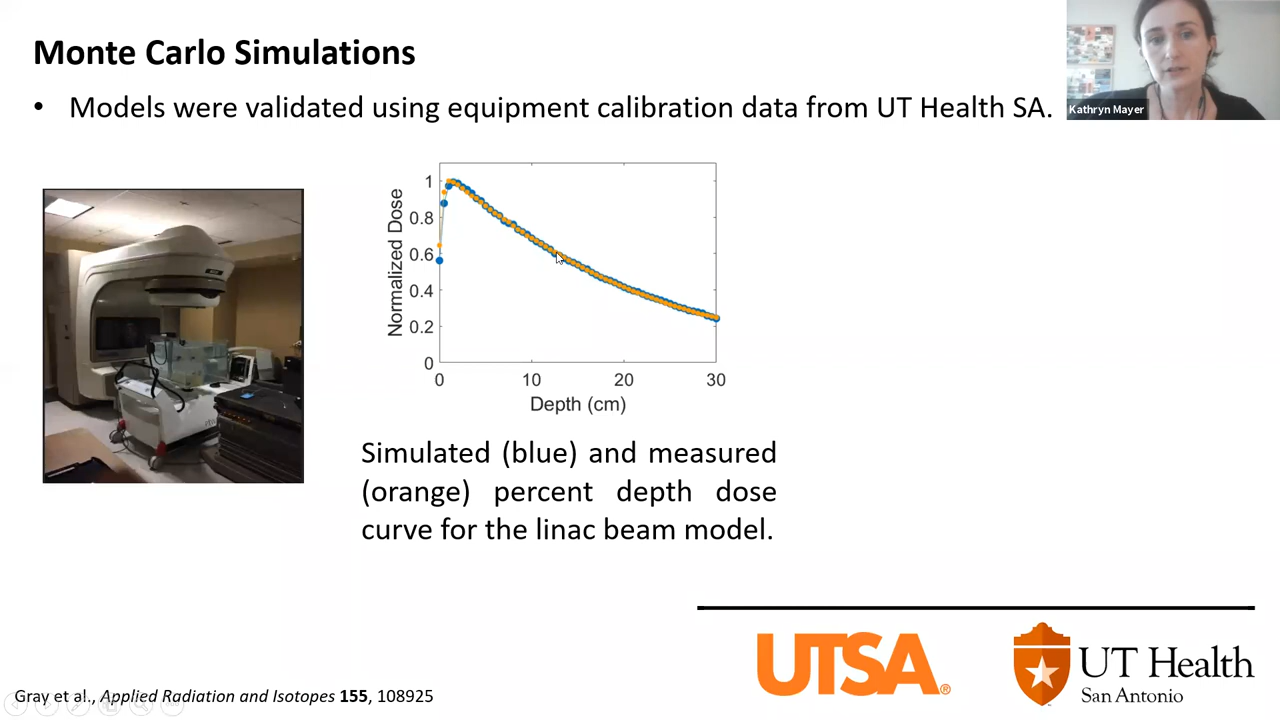 Monte Carlo Simulations
• Models were validated using equipment calibration data from UT Health SA.
Kathryn Mayer
Normalized Dose
1
0.8
0.6
0.4
0.2
0
0 10 20 30
Depth (cm)
Simulated (blue) and measured
(orange) percent depth dose
curve for the linac beam model.
UTSA®
UT Health
San Antonio
Gray et al., Applied Radiation and Isotopes 155, 108925